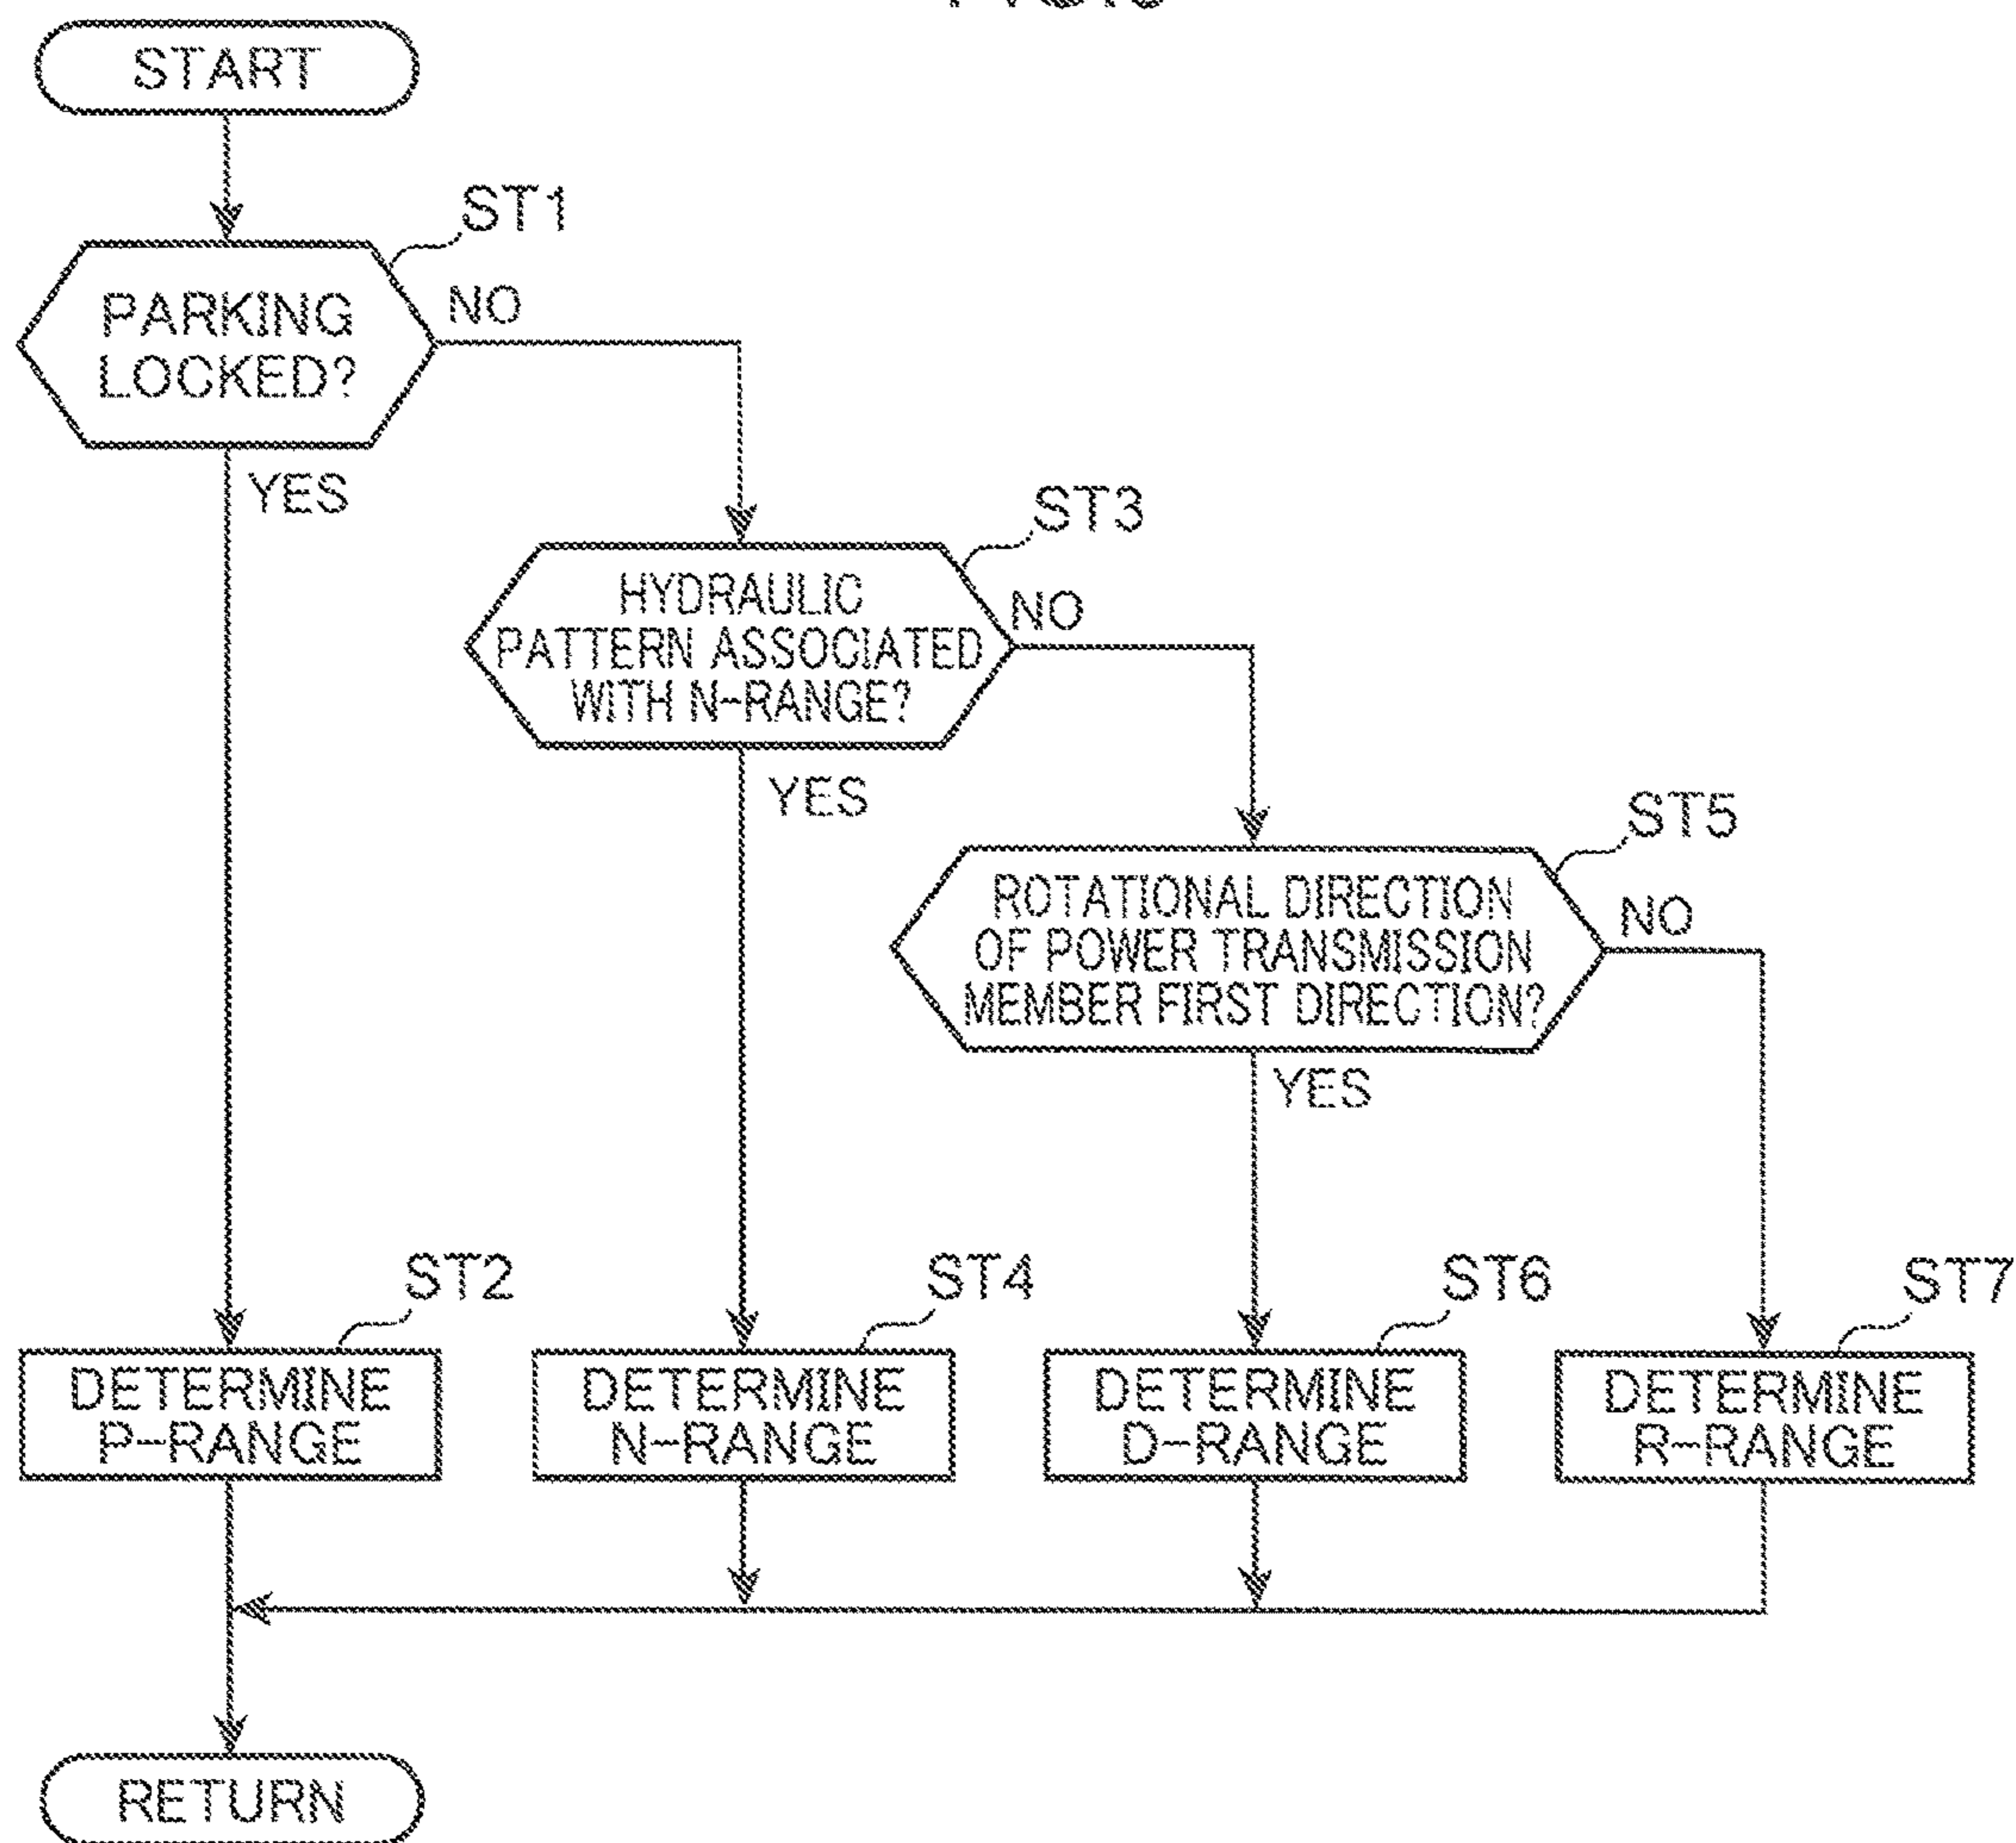 START
ST1
PARKING
LOCKED?
NO
YES
ST3
HYDRAULIC
PATTERN ASSOCIATED
WITH N-RANGE?
NO
YES
ST5
ROTATIONAL DIRECTION
OF POWER TRANSMISSION
MEMBER FIRST DIRECTION?
NO
YES
ST2
DETERMINE
P-RANGE
ST4
DETERMINE
N-RANGE
ST6
DETERMINE
D-RANGE
ST7
DETERMINE
R-RANGE
RETURN